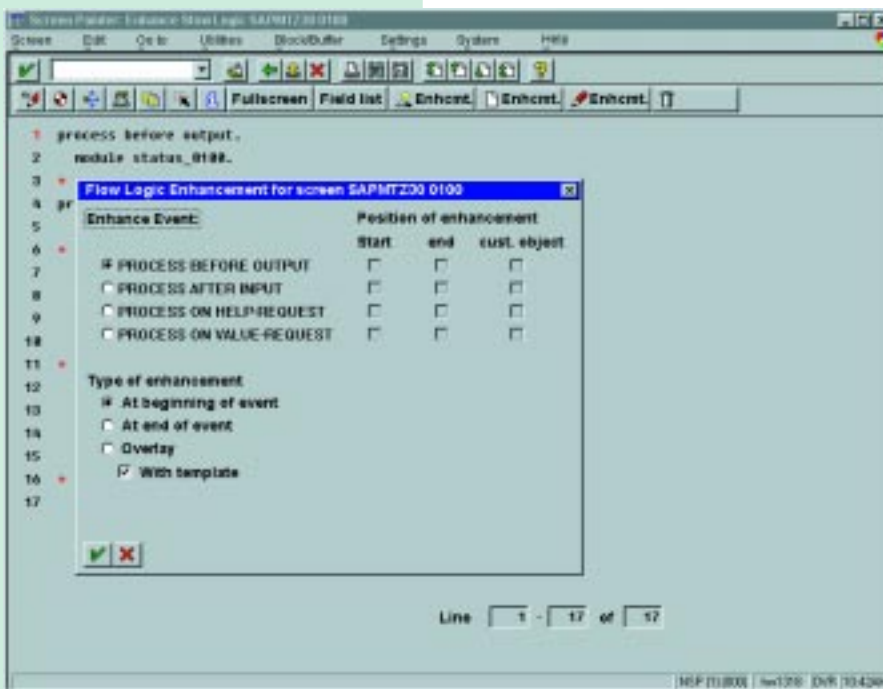 Screen Painter: Enhance Flow Logic SAPMTZ30 0100
Screen Edit Go to Utilities Block/Buffer Settings System Help
Fullscreen Field list Enhcmt. Enhcmt. Enhcmt.
1 process before output.
2 module status_0100.
3 *
4 pr
5
6 *
7
8
9
10
11 *
12
13
14
15
16 *
17
Flow Logic Enhancement for screen SAPMTZ30 0100
Enhance Event: Position of enhancement
Start end cust. object
PROCESS BEFORE OUTPUT
PROCESS AFTER INPUT
PROCESS ON HELP-REQUEST
PROCESS ON VALUE-REQUEST
Type of enhancement
At beginning of event
At end of event
Overlay
With template
Line 1 - 17 of 17
OVR